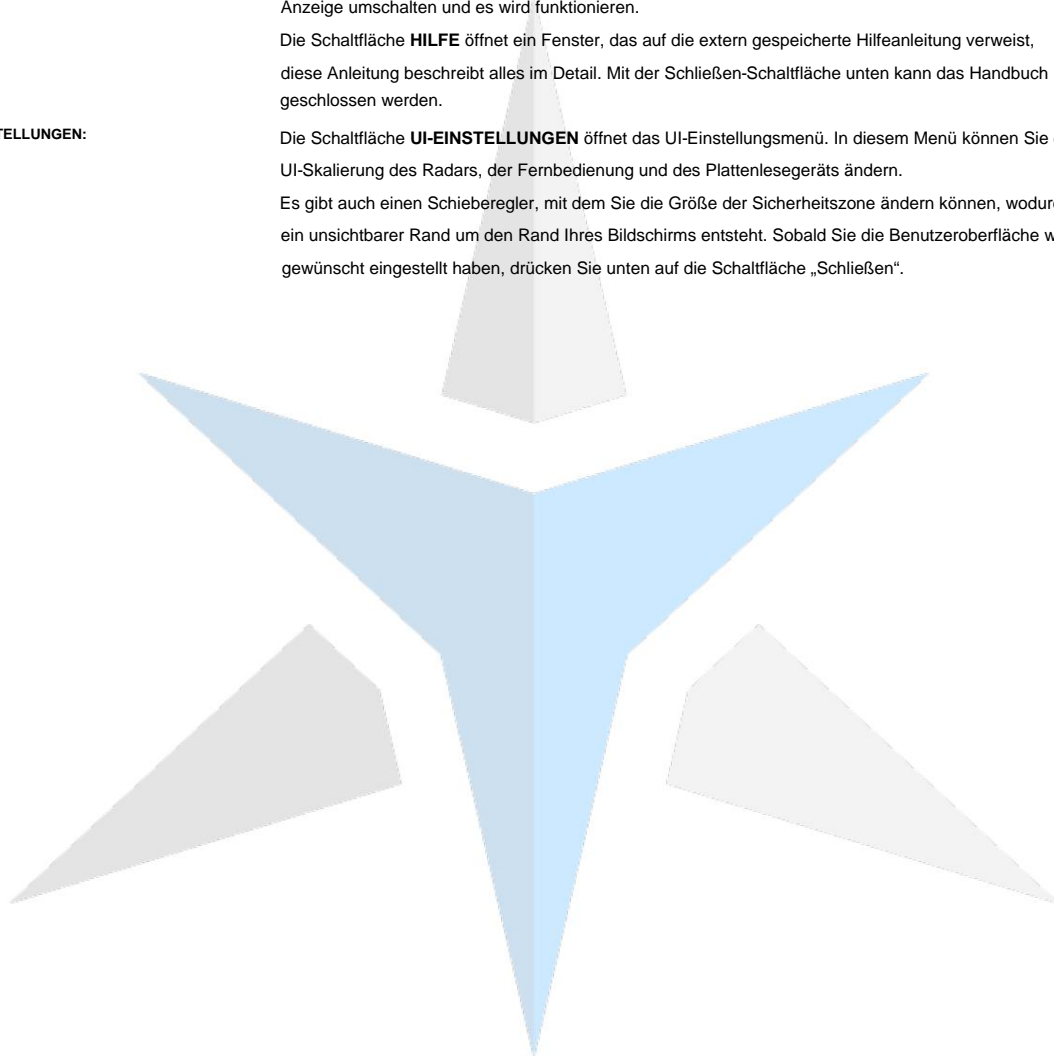 Anzeige umschalten und es wird funktionieren.
Die Schaltfläche HILFE öffnet ein Fenster, das auf die extern gespeicherte Hilfeanleitung verweist,
diese Anleitung beschreibt alles im Detail. Mit der Schließen-Schaltfläche unten kann das Handbuch
geschlossen werden.
TELLUNGEN:
Die Schaltfläche UI-EINSTELLUNGEN öffnet das UI-Einstellungsmenü. In diesem Menü können Sie
UI-Skalierung des Radars, der Fernbedienung und des Plattenlesegeräts ändern.
Es gibt auch einen Schieberegler, mit dem Sie die Größe der Sicherheitszone ändern können,
ein unsichtbarer Rand um den Rand Ihres Bildschirms entsteht. Sobald Sie die Benutzeroberfläche
gewünscht eingestellt haben, drücken Sie unten auf die Schaltfläche „Schließen“.